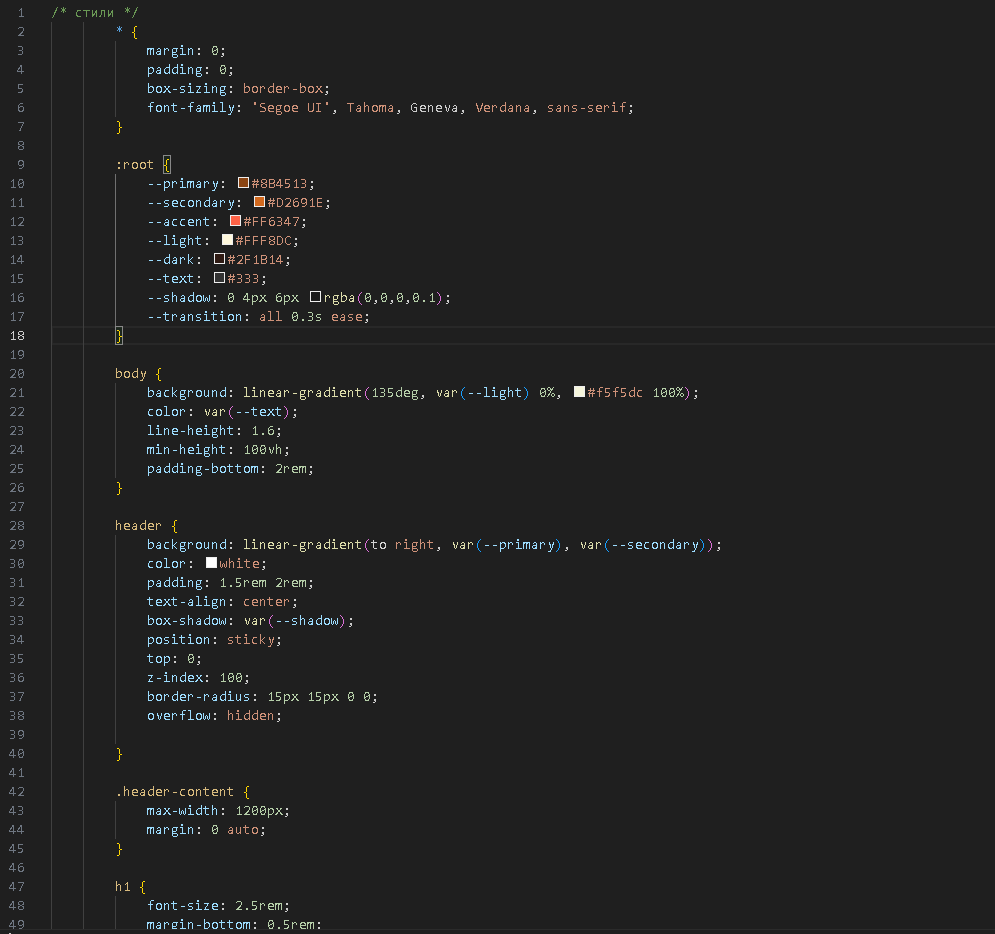 1 /* стили */
2 * {
3 margin: 0;
4 padding: 0;
5 box-sizing: border-box;
6 font-family: 'Segoe UI', Tahoma, Geneva, Verdana, sans-serif;
7 }
8
9 :root {
10 --primary: #8B4513;
11 --secondary: #D2691E;
12 --accent: #FF6347;
13 --light: #FFF8DC;
14 --dark: #2F1B14;
15 --text: #333;
16 --shadow: 0 4px 6px rgba(0,0,0,0.1);
17 --transition: all 0.3s ease;
18 }
19
20 body {
21 background: linear-gradient(135deg, var(--light) 0%, #f5f5dc 100%);
22 color: var(--text);
23 line-height: 1.6;
24 min-height: 100vh;
25 padding-bottom: 2rem;
26 }
27
28 header {
29 background: linear-gradient(to right, var(--primary), var(--secondary));
30 color: white;
31 padding: 1.5rem 2rem;
32 text-align: center;
33 box-shadow: var(--shadow);
34 position: sticky;
35 top: 0;
36 z-index: 100;
37 border-radius: 15px 15px 0 0;
38 overflow: hidden;
39
40 }
41
42 .header-content {
43 max-width: 1200px;
44 margin: 0 auto;
45 }
46
47 h1 {
48 font-size: 2.5rem;
49 margin-bottom: 0.5rem;